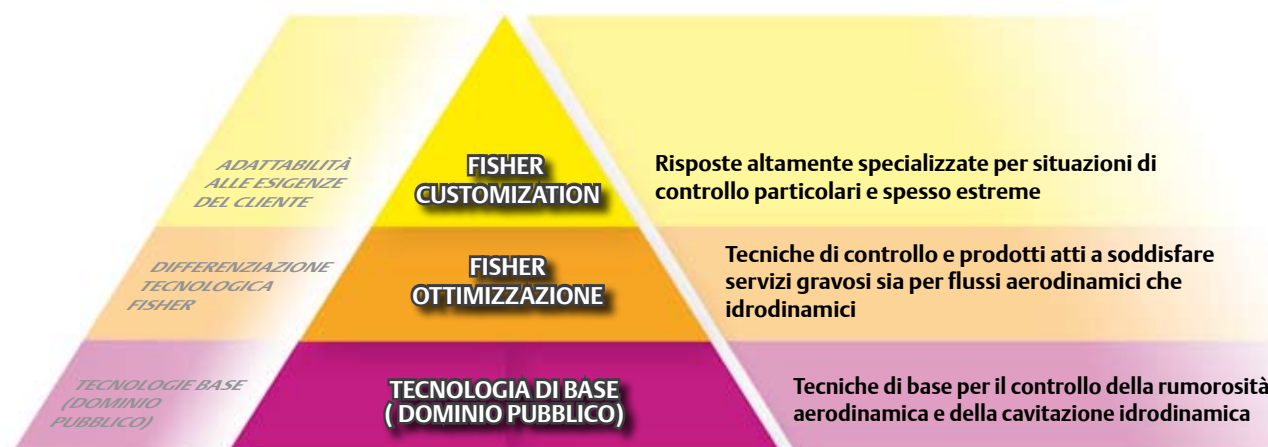 ADATTABILITÀ
ALLE ESIGENZE
DEL CLIENTE
FISHER
CUSTOMIZATION
Risposte altamente specializzate per situazioni di
controllo particolari e spesso estreme
DIFFERENZIAZIONE
TECNOLOGICA
FISHER
FISHER
OTTIMIZZAZIONE
Tecniche di controllo e prodotti atti a soddisfare
servizi gravosi sia per flussi aerodinamici che
idrodinamici
TECNOLOGIE BASE
(DOMINIO
PUBBLICO)
TECNOLOGIA DI BASE
( DOMINIO PUBBLICO)
Tecniche di base per il controllo della rumorosità
aerodinamica e della cavitazione idrodinamica